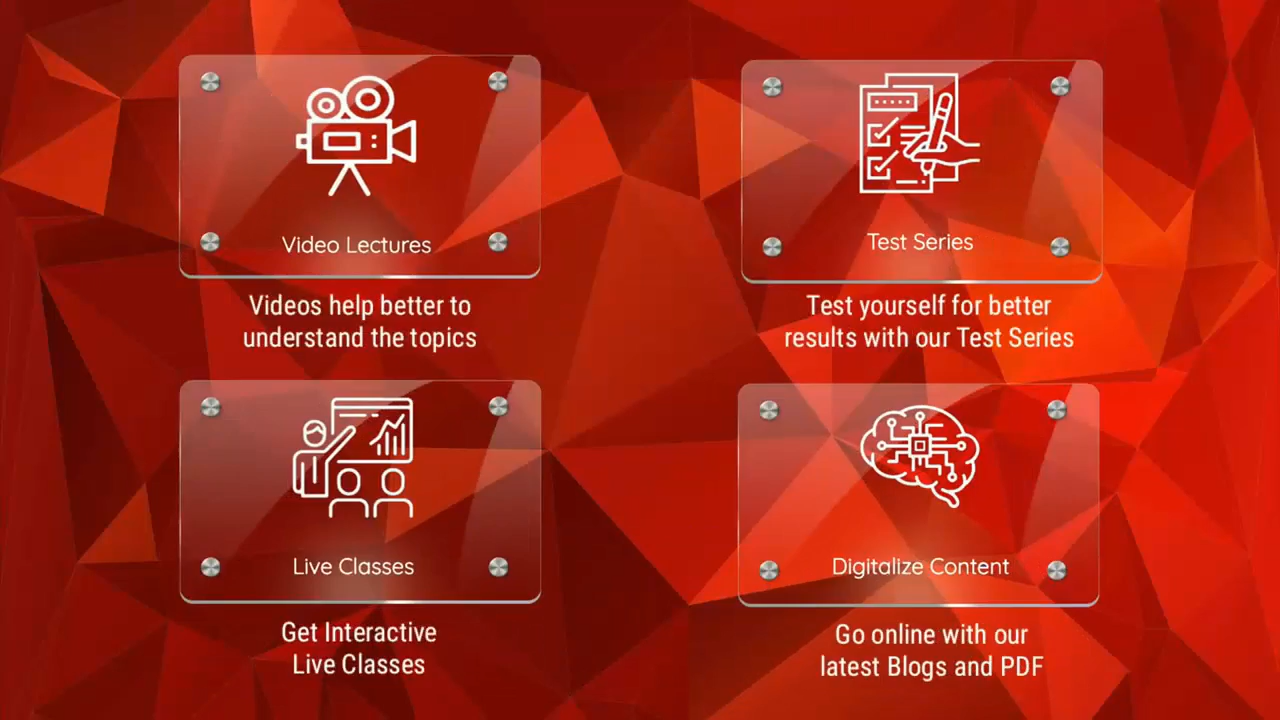 Video Lectures
Videos help better to
understand the topics
Test Series
Test yourself for better
results with our Test Series
Live Classes
Get Interactive
Live Classes
Digitalize Content
Go online with our
latest Blogs and PDF